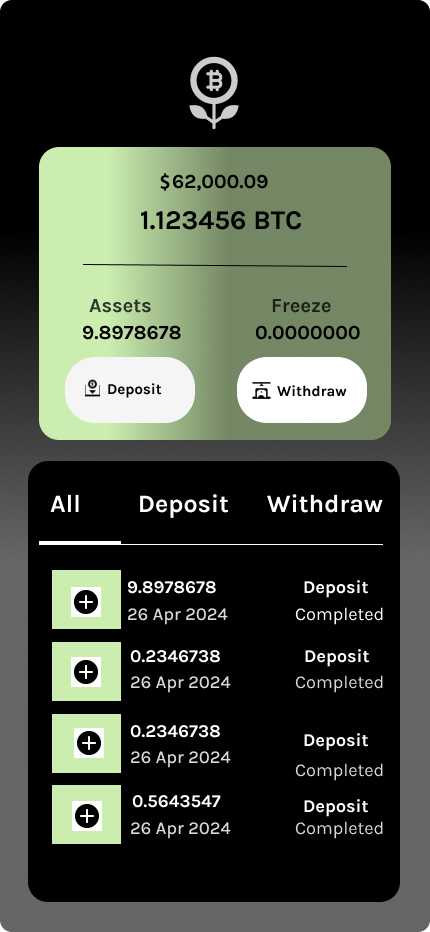 $62,000.09
1.123456 BTC
Assets Freeze
9.8978678 0.0000000
Deposit Withdraw
All Deposit Withdraw
9.8978678 Deposit
26 Apr 2024 Completed
0.2346738 Deposit
26 Apr 2024 Completed
0.2346738 Deposit
26 Apr 2024 Completed
0.5643547 Deposit
26 Apr 2024 Completed